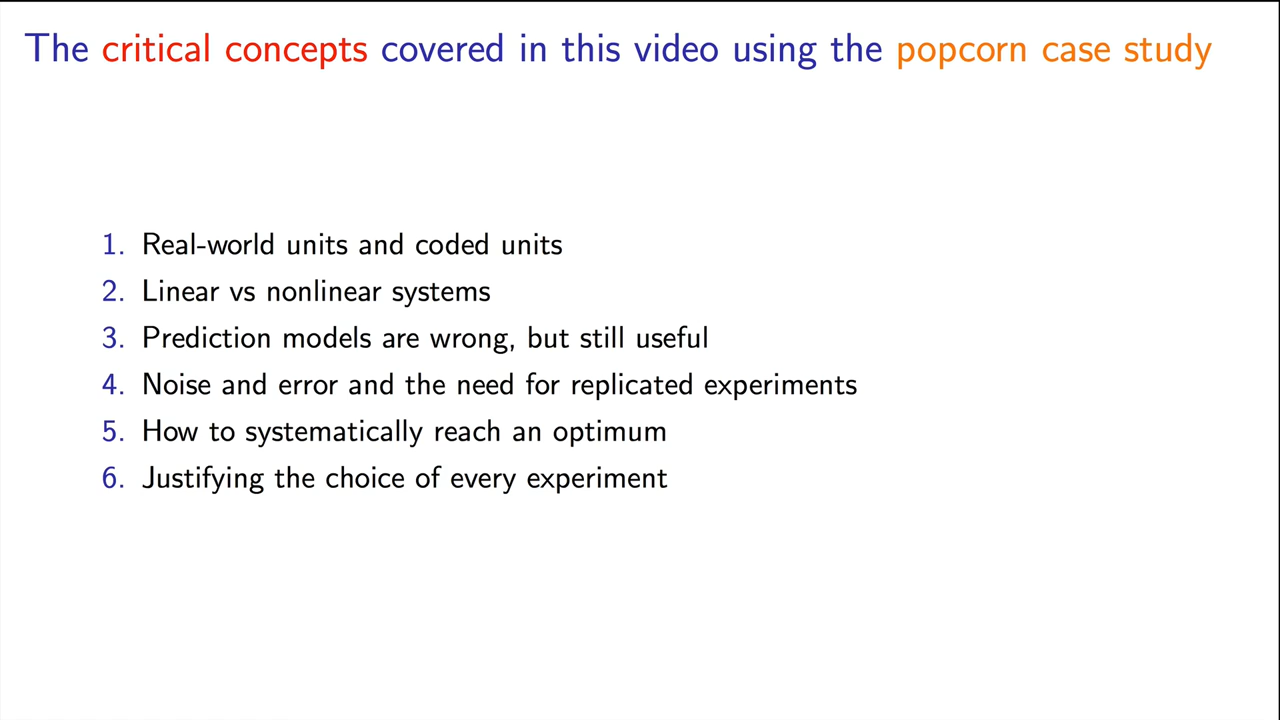 The critical concepts covered in this video using the popcorn case study
1. Real-world units and coded units
2. Linear vs nonlinear systems
3. Prediction models are wrong, but still useful
4. Noise and error and the need for replicated experiments
5. How to systematically reach an optimum
6. Justifying the choice of every experiment